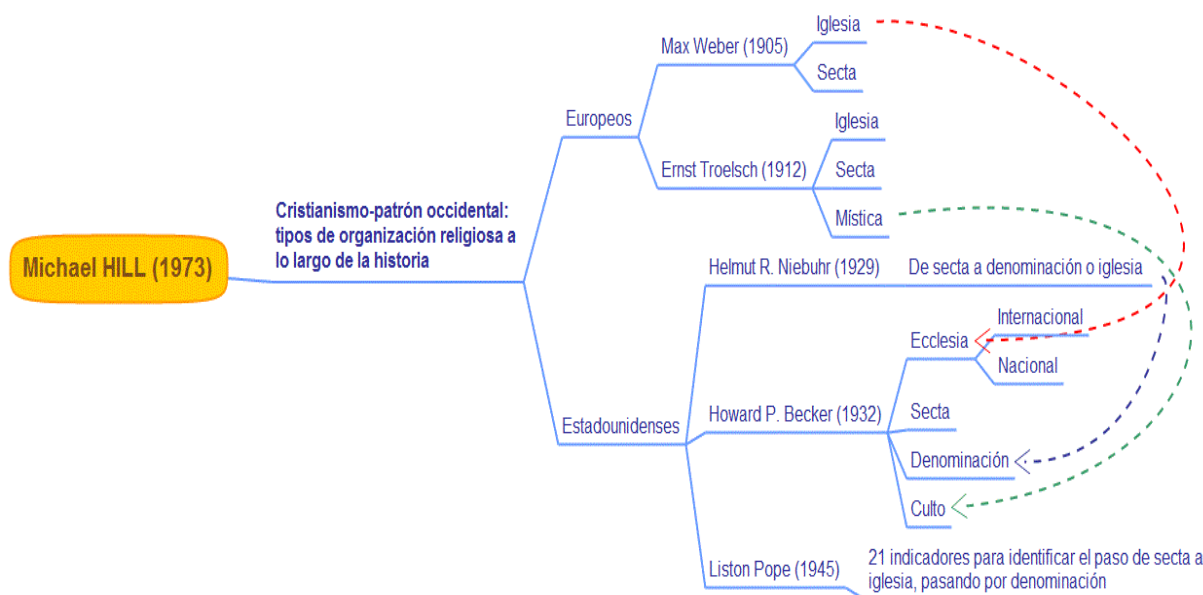 Michael HILL (1973)
Cristianismo-patrón occidental:
tipos de organización religiosa a
lo largo de la historia
Europeos
Max Weber (1905)
Iglesia
Secta
Ernst Troelsch (1912)
Iglesia
Secta
Mística
Estadounidenses
Helmut R. Niebuhr (1929)
De secta a denominación o iglesia
Howard P. Becker (1932)
Ecclesia
Internacional
Nacional
Secta
Denominación
Culto
Liston Pope (1945)
21 indicadores para identificar el paso de secta a
iglesia, pasando por denominación